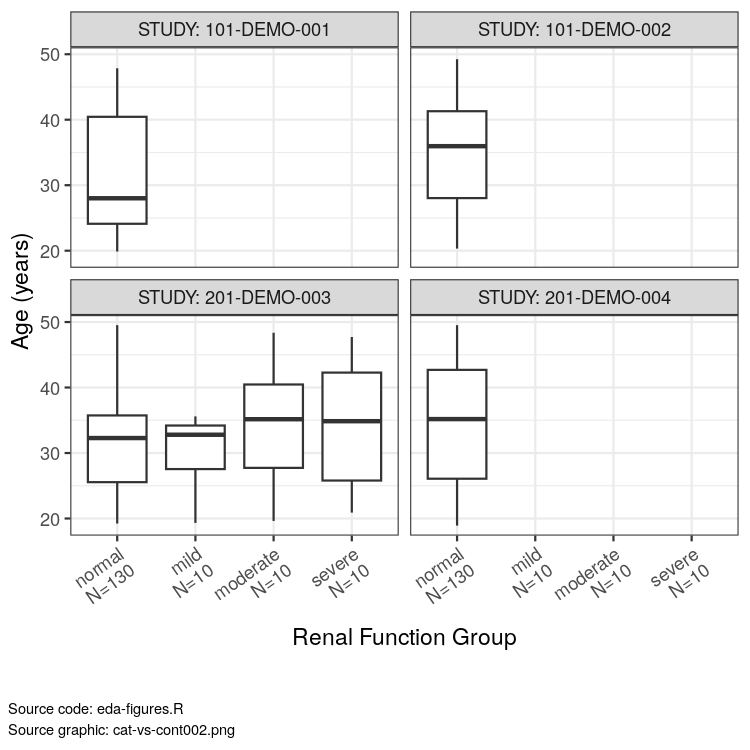 STUDY: 101-DEMO-001
STUDY: 101-DEMO-002
50
40
30
20
Age (years)
STUDY: 201-DEMO-003
STUDY: 201-DEMO-004
50
40
30
20
normal
N=130
mild
N=10
moderate
N=10
severe
N=10
normal
N=130
mild
N=10
moderate
N=10
severe
N=10
Renal Function Group
Source code: eda-figures.R
Source graphic: cat-vs-cont002.png